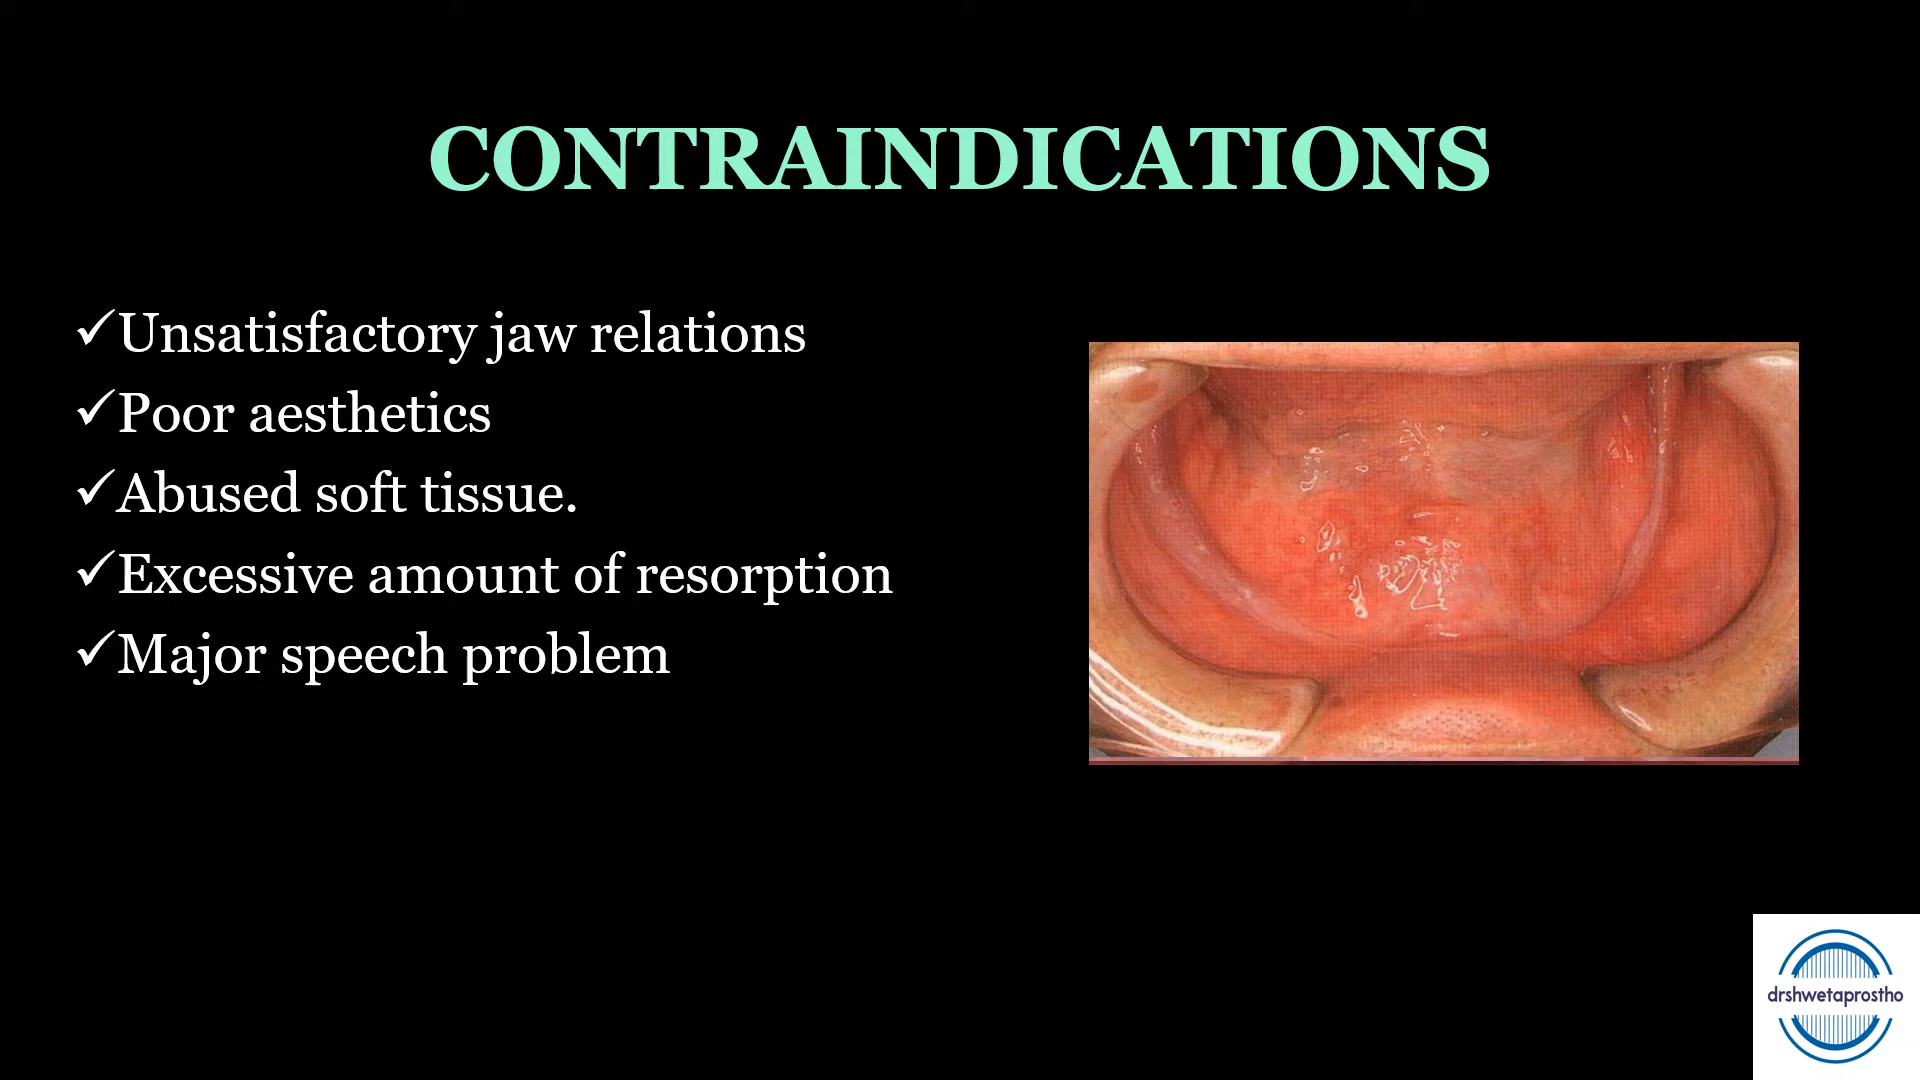 CONTRAINDICATIONS
✓Unsatisfactory jaw relations
✓Poor aesthetics
✓Abused soft tissue.
✓Excessive amount of resorption
✓Major speech problem
drshwetaprostho